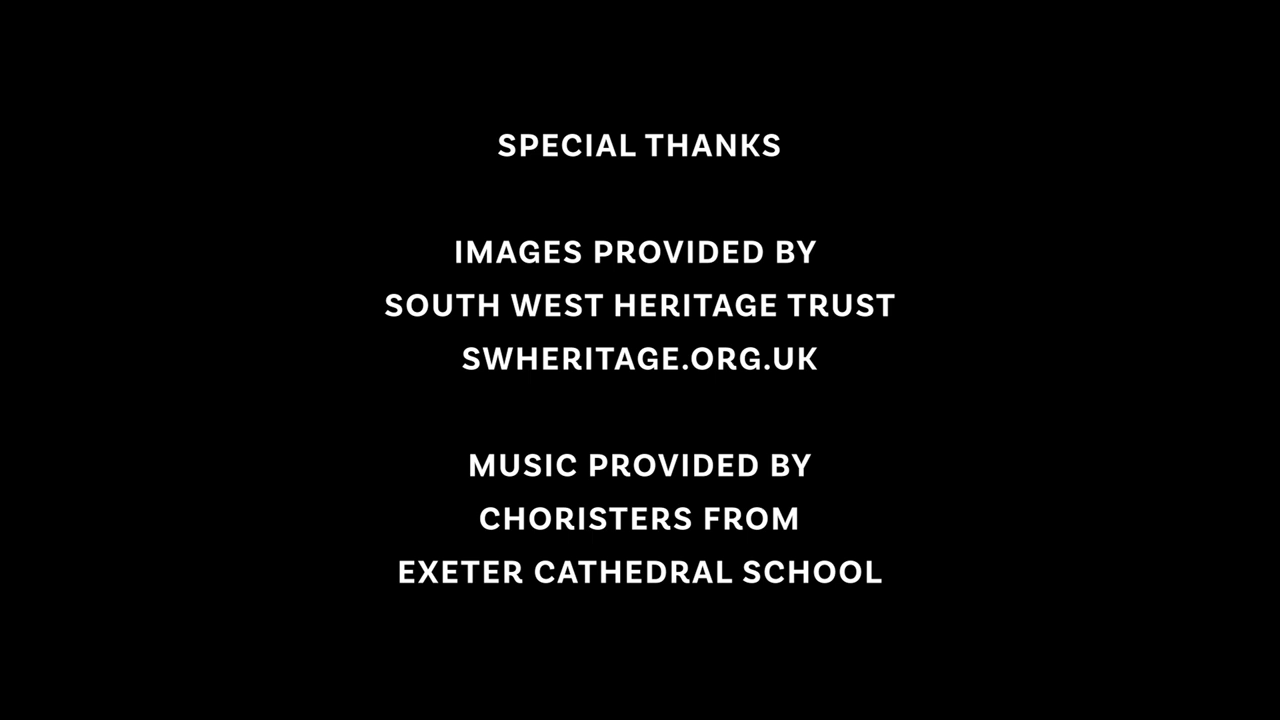 SPECIAL THANKS
IMAGES PROVIDED BY
SOUTH WEST HERITAGE TRUST
SWHERITAGE.ORG.UK
MUSIC PROVIDED BY
CHORISTERS FROM
EXETER CATHEDRAL SCHOOL